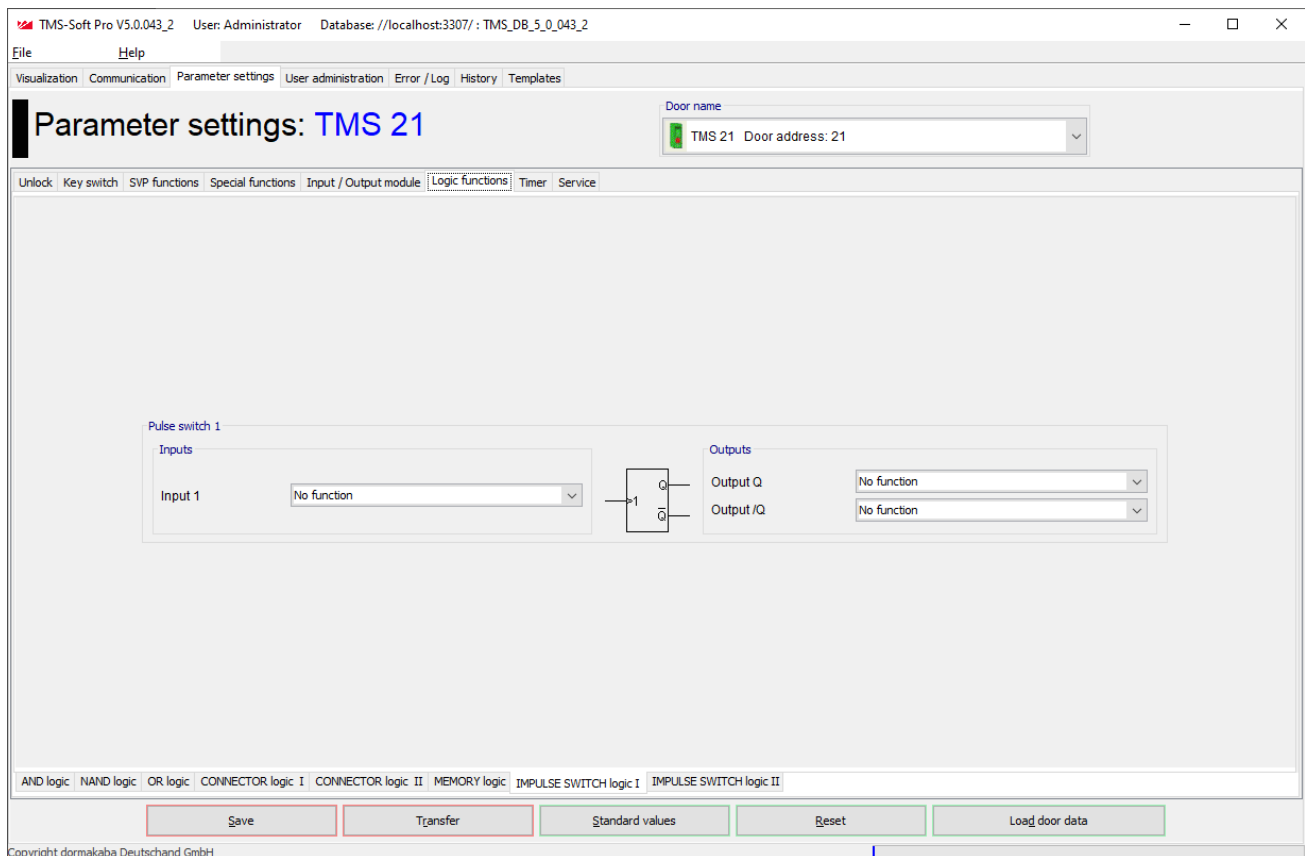 TMS-Soft Pro V5.0.043_2 User: Administrator Database: //localhost:3307/ : TMS_DB_5_0_043_2
File Help
Visualization Communication Parameter settings User administration Error / Log History Templates
Parameter settings: TMS 21
Door name
TMS 21 Door address: 21
Unlock Key switch SVP functions Special functions Input / Output module Logic functions Timer Service
Pulse switch 1
Inputs
Input 1 No function
1
Q
Q̅
Outputs
Output Q No function
Output /Q No function
AND logic NAND logic OR logic CONNECTOR logic I CONNECTOR logic II MEMORY logic IMPULSE SWITCH logic I IMPULSE SWITCH logic II
Save Transfer Standard values Reset Load door data
Copyright dormakaba Deutschand GmbH